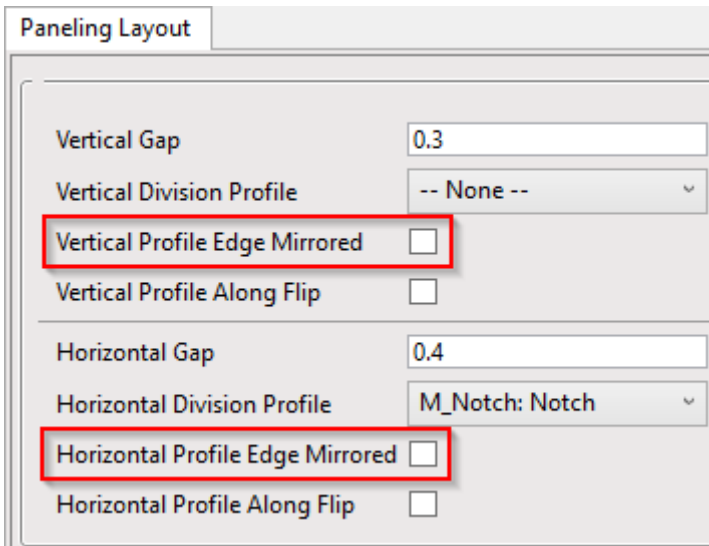 Paneling Layout
Vertical Gap 0.3
Vertical Division Profile -- None --
Vertical Profile Edge Mirrored
Vertical Profile Along Flip
Horizontal Gap 0.4
Horizontal Division Profile M_Notch: Notch
Horizontal Profile Edge Mirrored
Horizontal Profile Along Flip